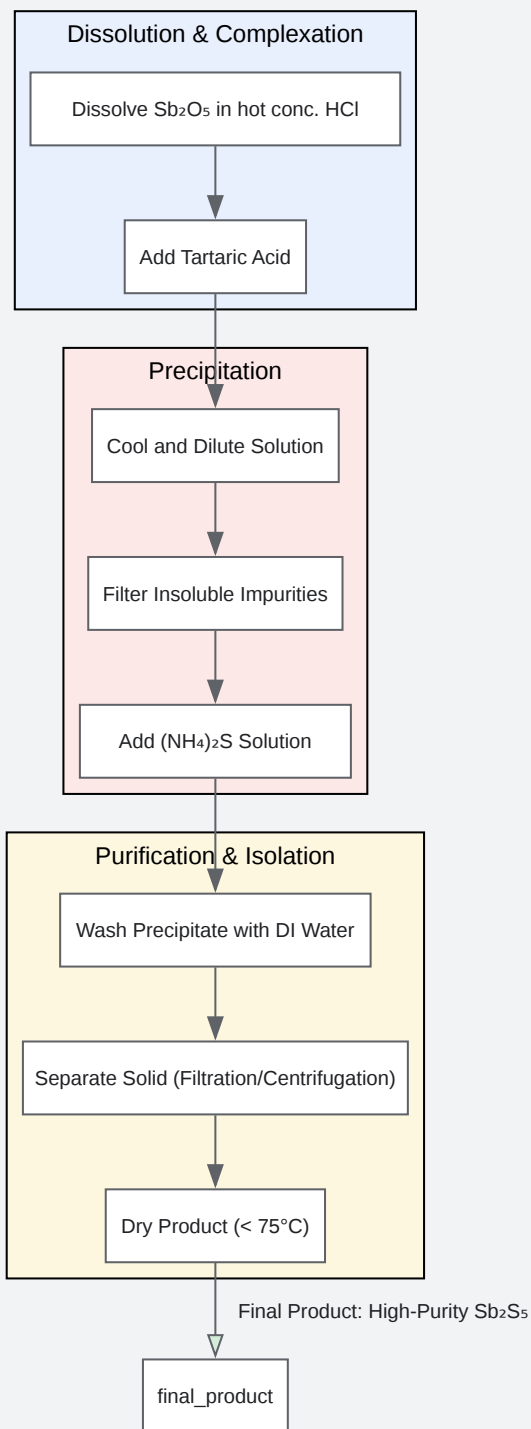 Dissolution & Complexation
Dissolve Sb₂O₅ in hot conc. HCl
Add Tartaric Acid
Precipitation
Cool and Dilute Solution
Filter Insoluble Impurities
Add (NH₄)₂S Solution
Purification & Isolation
Wash Precipitate with DI Water
Separate Solid (Filtration/Centrifugation)
Dry Product (< 75°C)
Final Product: High-Purity Sb₂S₅
final_product